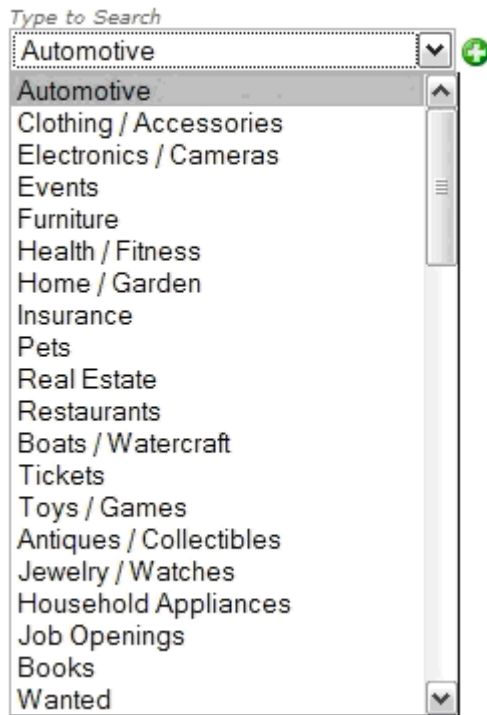 Type to Search
Automotive
Automotive
Clothing / Accessories
Electronics / Cameras
Events
Furniture
Health / Fitness
Home / Garden
Insurance
Pets
Real Estate
Restaurants
Boats / Watercraft
Tickets
Toys / Games
Antiques / Collectibles
Jewelry / Watches
Household Appliances
Job Openings
Books
Wanted